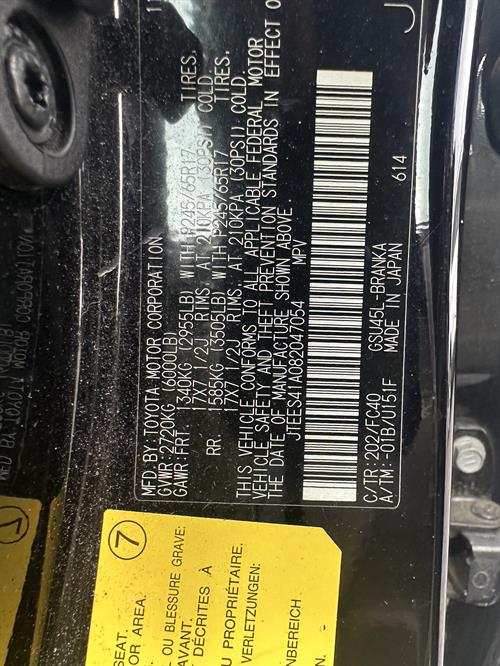 MFD. BY: TOYOTA MOTOR CORPORATION 11
GVWR: 2720KG (6000LB)
GAWR: FRT. 1340KG (2955LB) WITH P245/65R17 TIRES,
17X7 1/2J RIMS, AT 210KPA (30PSI) COLD.
RR. 1585KG (3505LB) WITH P245/65R17 TIRES,
17X7 1/2J RIMS, AT 210KPA (30PSI) COLD.
THIS VEHICLE CONFORMS TO ALL APPLICABLE FEDERAL MOTOR
VEHICLE SAFETY AND THEFT PREVENTION STANDARDS IN EFFECT O
THE DATE OF MANUFACTURE SHOWN ABOVE.
JTEES41A082047054 MPV
C/TR: 202/FC40 GSU45L-BRANKA
A/TM: -01B/U151F MADE IN JAPAN
614
J
7
SEAT.
OR AREA.
L OU BLESSURE GRAVE:
AVANT.
T DÉCRITES À
U PROPRIÉTAIRE.
VERLETZUNGEN:
NBEREICH